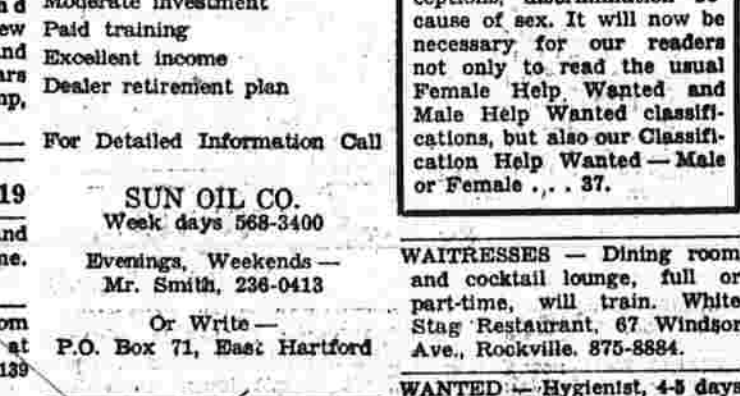 Moderate investment
Paid training
Excellent income
Dealer retirement plan
For Detailed Information Call
SUN OIL CO.
Week days 568-3400
Evenings, Weekends —
Mr. Smith, 236-0413
Or Write —
P.O. Box 71, East Hartford
cause of sex. It will now be
necessary for our readers
not only to read the usual
Female Help Wanted and
Male Help Wanted classifi-
cations, but also our Classifi-
cation Help Wanted — Male
or Female . . . 37.
WAITRESSES — Dining room
and cocktail lounge, full or
part-time, will train. White
Stag Restaurant, 67 Windsor
Ave., Rockville. 875-8884.
WANTED — Hygienist, 4-5 days
19
at
139